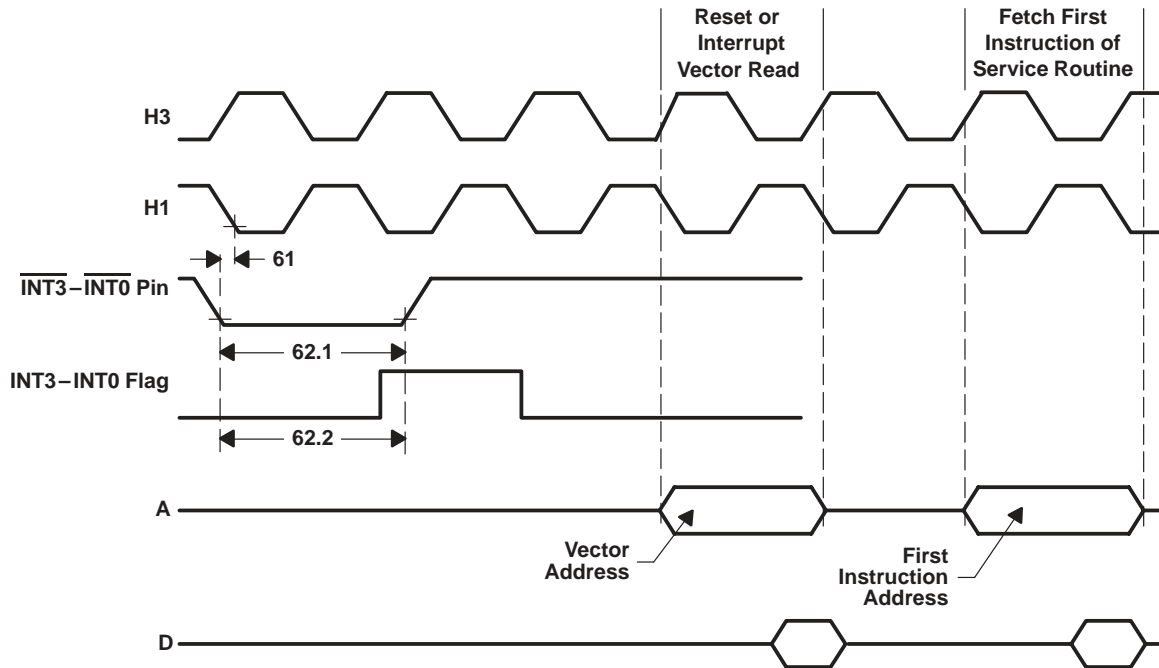 Reset or
Interrupt
Vector Read
Fetch First
Instruction of
Service Routine
H3
H1
61
INT3–INT0 Pin
62.1
INT3–INT0 Flag
62.2
A
Vector
Address
First
Instruction
Address
D